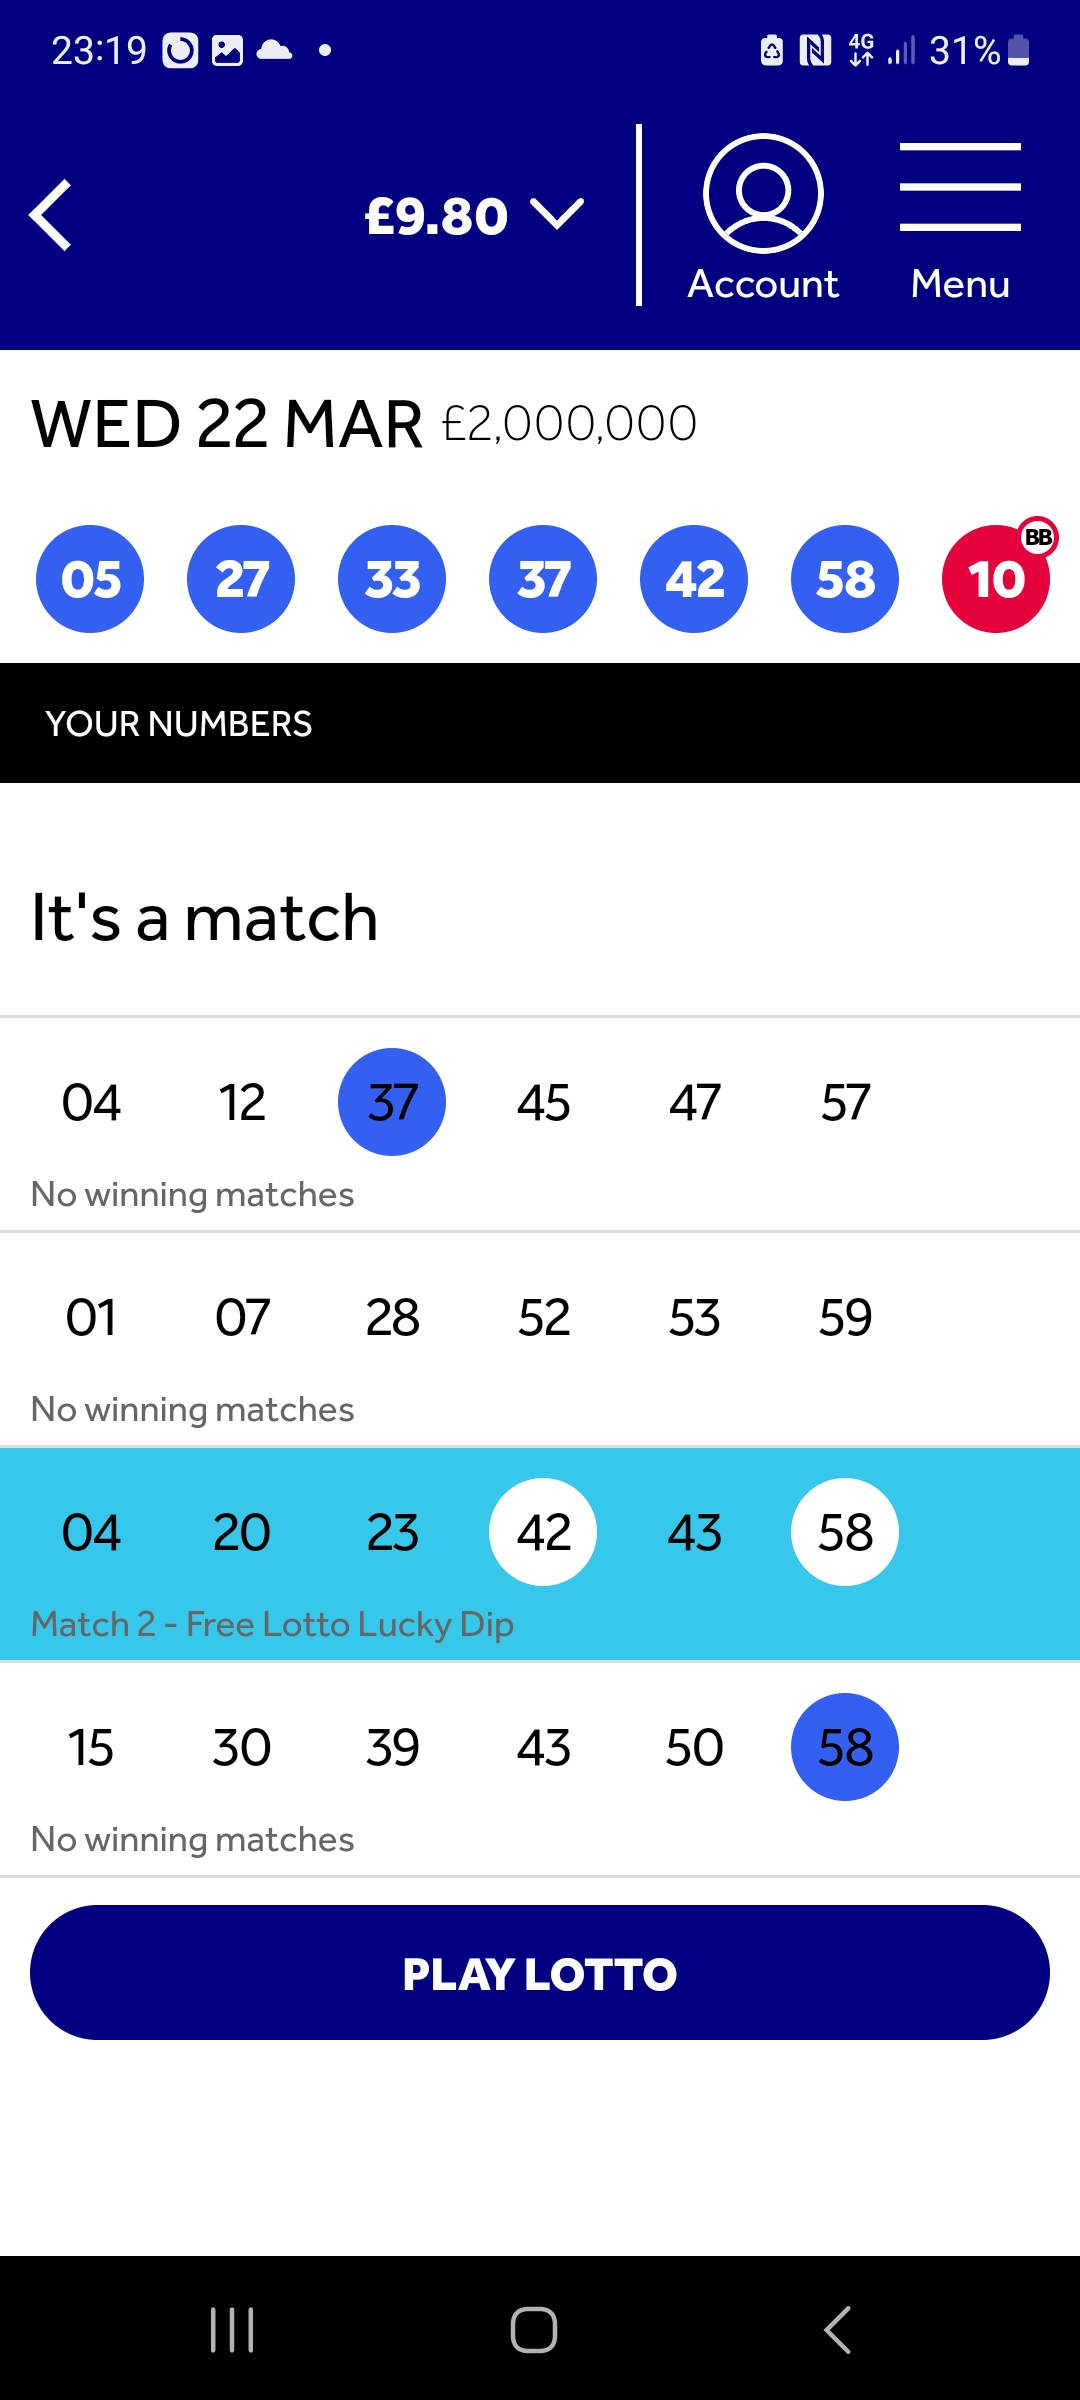 23:19 4G 31%
£9.80
Account Menu
WED 22 MAR £2,000,000
05 27 33 37 42 58 10 BB
YOUR NUMBERS
It's a match
04 12 37 45 47 57
No winning matches
01 07 28 52 53 59
No winning matches
04 20 23 42 43 58
Match 2 - Free Lotto Lucky Dip
15 30 39 43 50 58
No winning matches
PLAY LOTTO